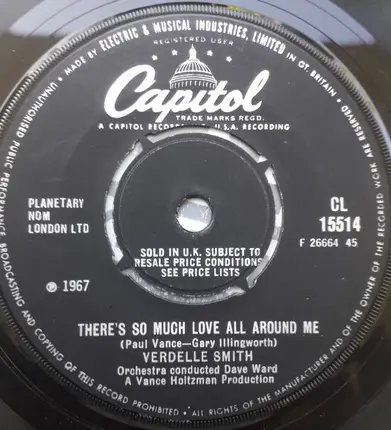 MADE BY ELECTRIC & MUSICAL INDUSTRIES, LIMITED IN GT. BRITAIN • ALL RIGHTS OF THE MANUFACTURER AND OF THE OWNER OF THE RECORDED WORK ARE RESERVED • UNAUTHORISED PUBLIC PERFORMANCE, BROADCASTING AND COPYING OF THIS RECORD PROHIBITED •
REGISTERED USER
Capitol
TRADE MARKS REGD.
A CAPITOL U.S.A. RECORDING
PLANETARY
NOM
LONDON LTD
CL
15514
F 26664 45
SOLD IN U.K. SUBJECT TO
RESALE PRICE CONDITIONS
SEE PRICE LISTS
℗ 1967
THERE'S SO MUCH LOVE ALL AROUND ME
(Paul Vance—Gary Illingworth)
VERDELLE SMITH
Orchestra conducted Dave Ward
A Vance Holtzman Production